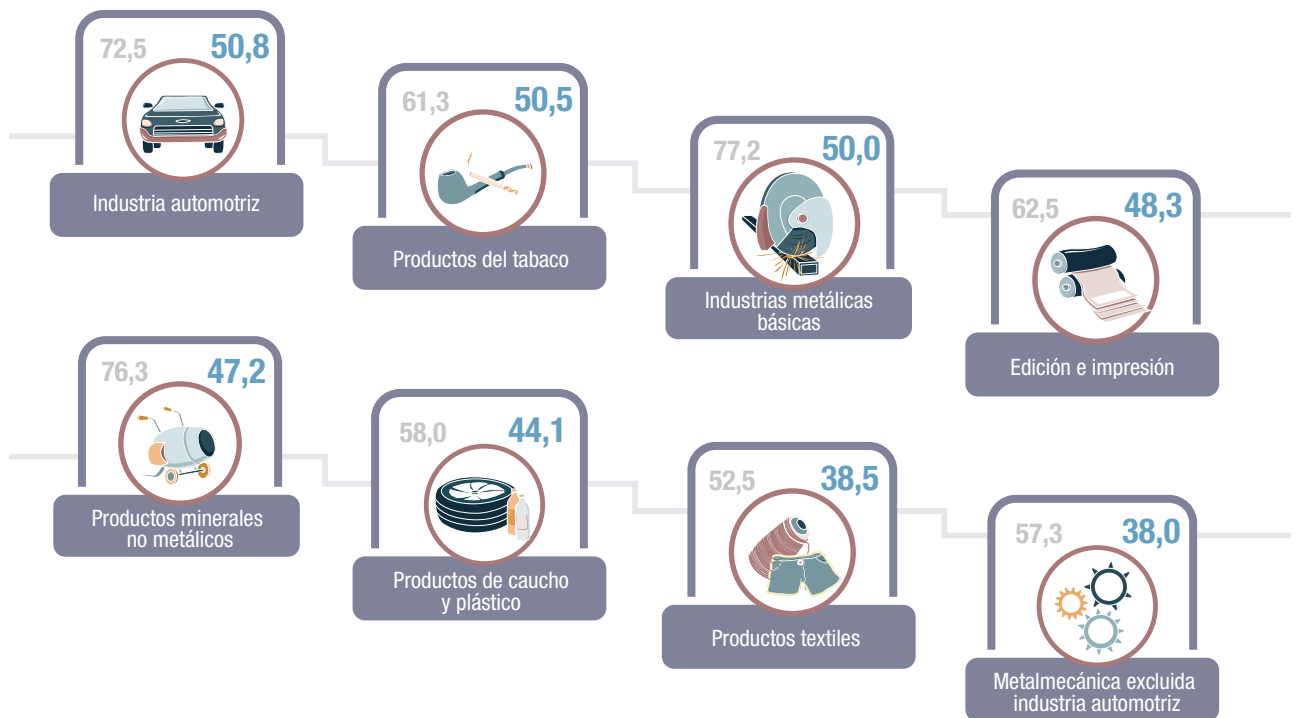 72,5 50,8
Industria automotriz
61,3 50,5
Productos del tabaco
77,2 50,0
Industrias metálicas
básicas
62,5 48,3
Edición e impresión
76,3 47,2
Productos minerales
no metálicos
58,0 44,1
Productos de caucho
y plástico
52,5 38,5
Productos textiles
57,3 38,0
Metalmecánica excluida
industria automotriz